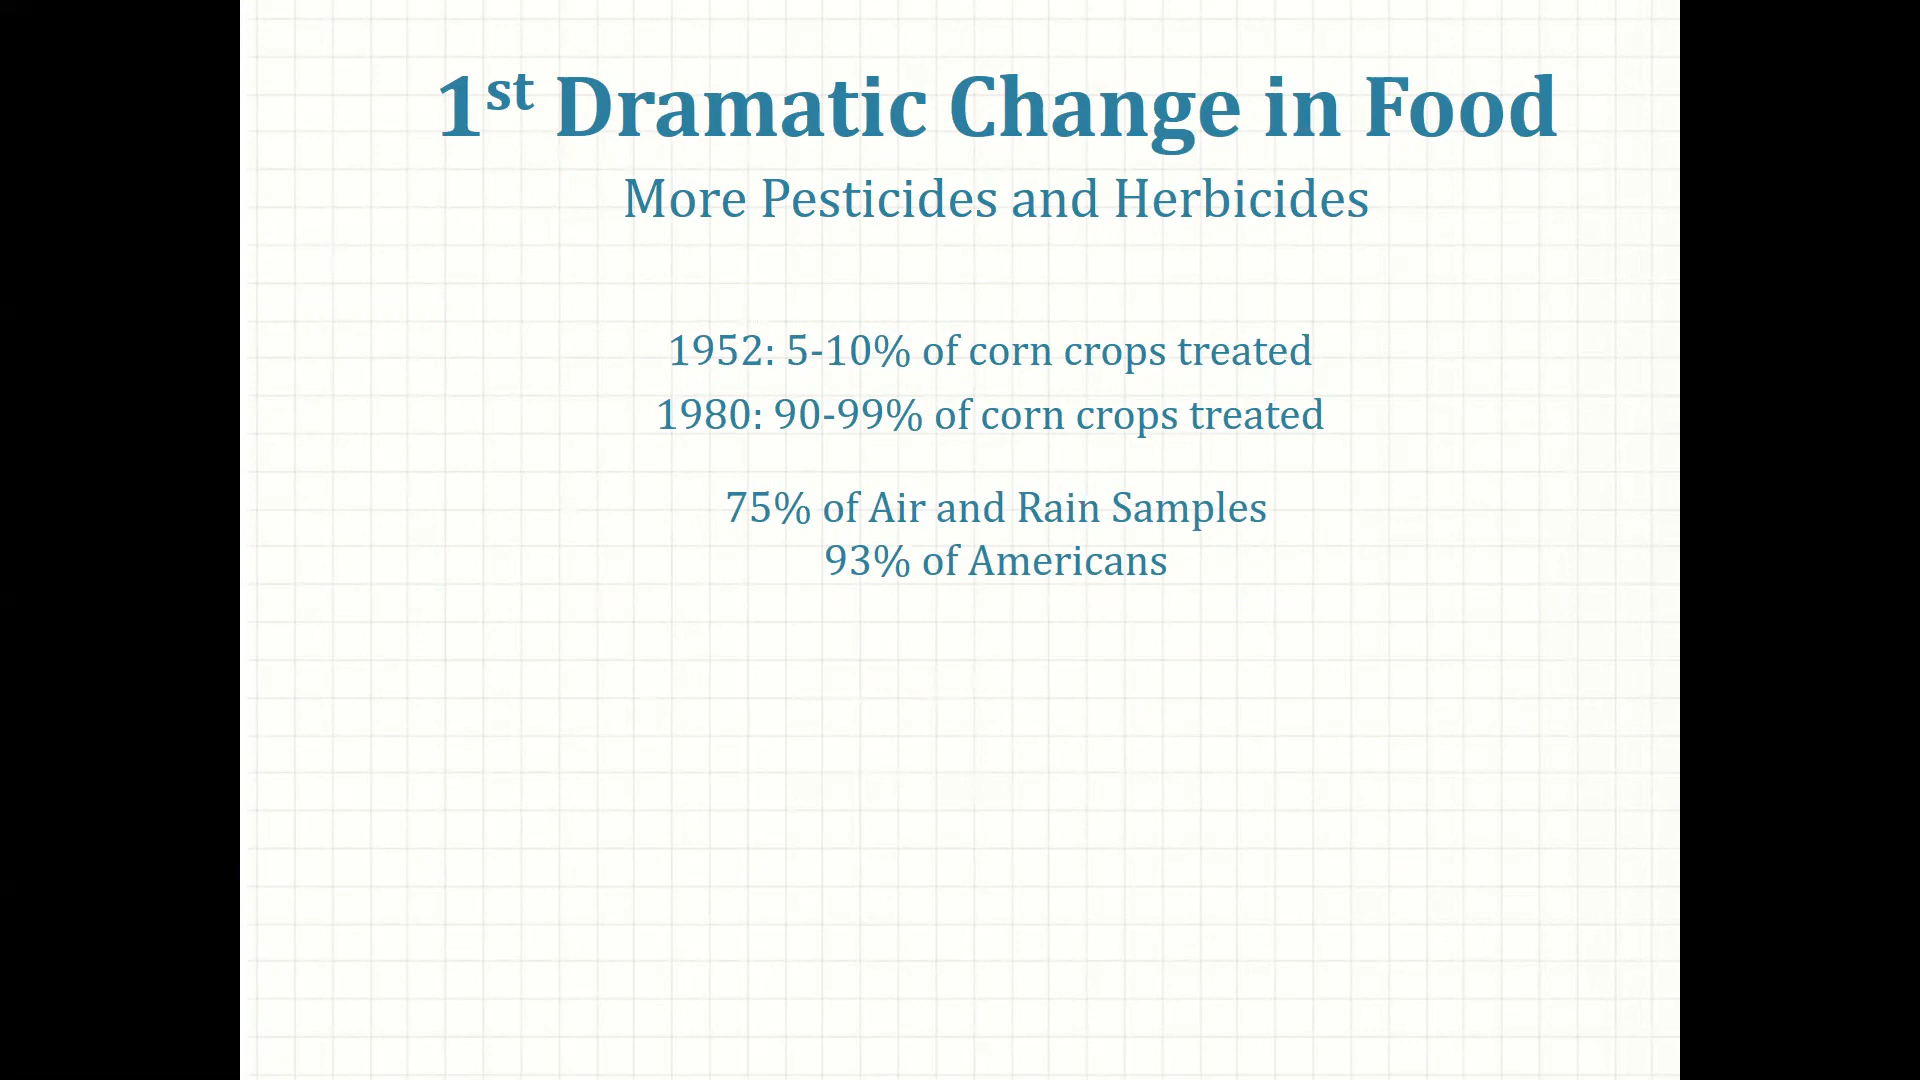 1st Dramatic Change in Food
More Pesticides and Herbicides
1952: 5-10% of corn crops treated
1980: 90-99% of corn crops treated
75% of Air and Rain Samples
93% of Americans